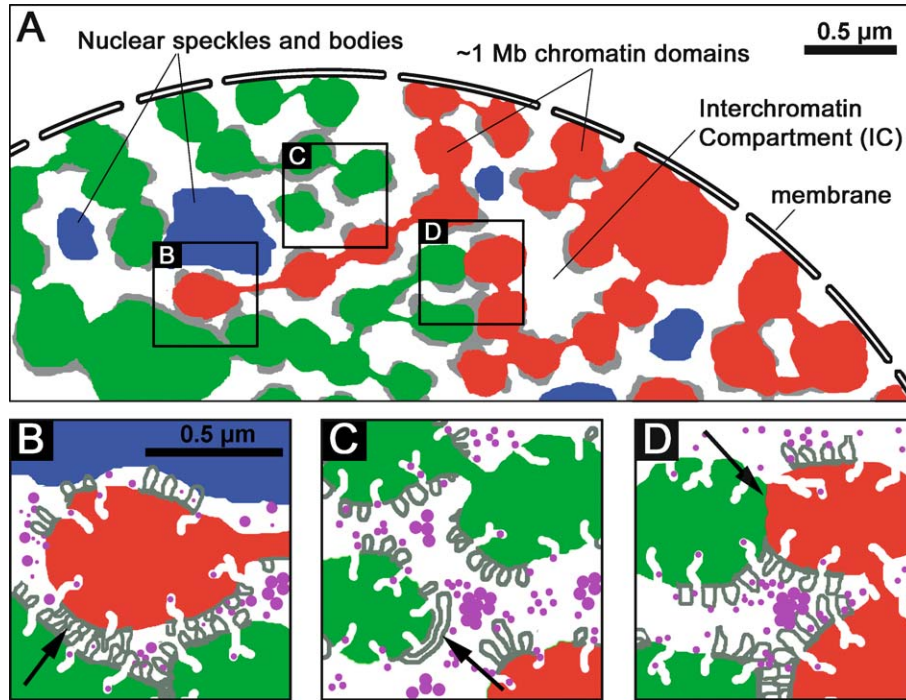 A
Nuclear speckles and bodies
~1 Mb chromatin domains
0.5 µm
Interchromatin
Compartment (IC)
membrane
C
D
B
B
0.5 µm
C
D